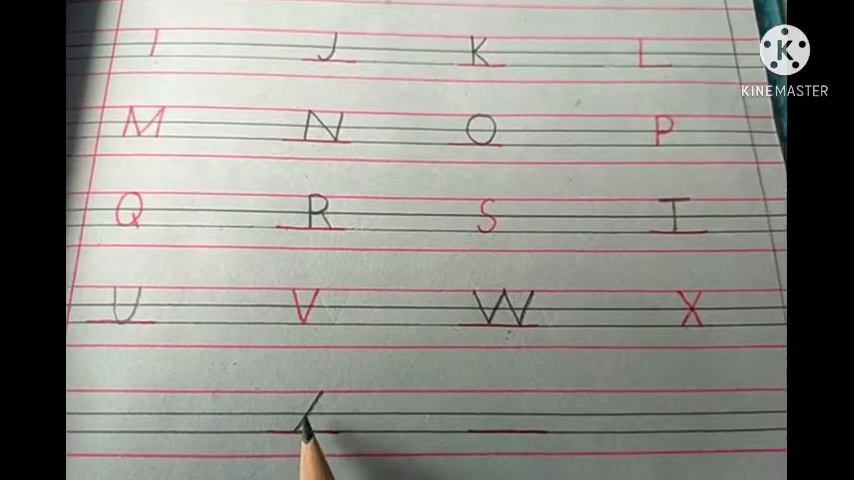 I J K L
K
KINEMASTER
M N O P
Q R S T
U V W X